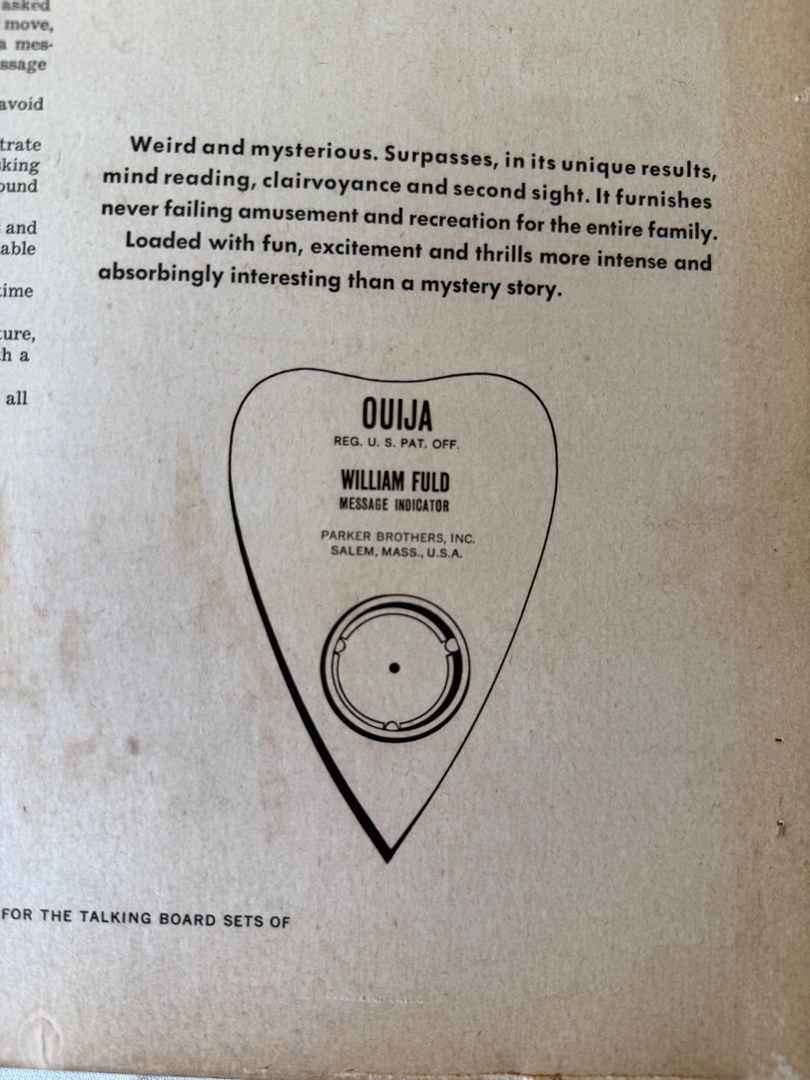 asked
move,
a mes-
ssage
avoid
trate
king
ound
and
able
time
ture,
h a
all
Weird and mysterious. Surpasses, in its unique results,
mind reading, clairvoyance and second sight. It furnishes
never failing amusement and recreation for the entire family.
Loaded with fun, excitement and thrills more intense and
absorbingly interesting than a mystery story.
OUIJA
REG. U. S. PAT. OFF.
WILLIAM FULD
MESSAGE INDICATOR
PARKER BROTHERS, INC.
SALEM, MASS., U.S.A.
FOR THE TALKING BOARD SETS OF